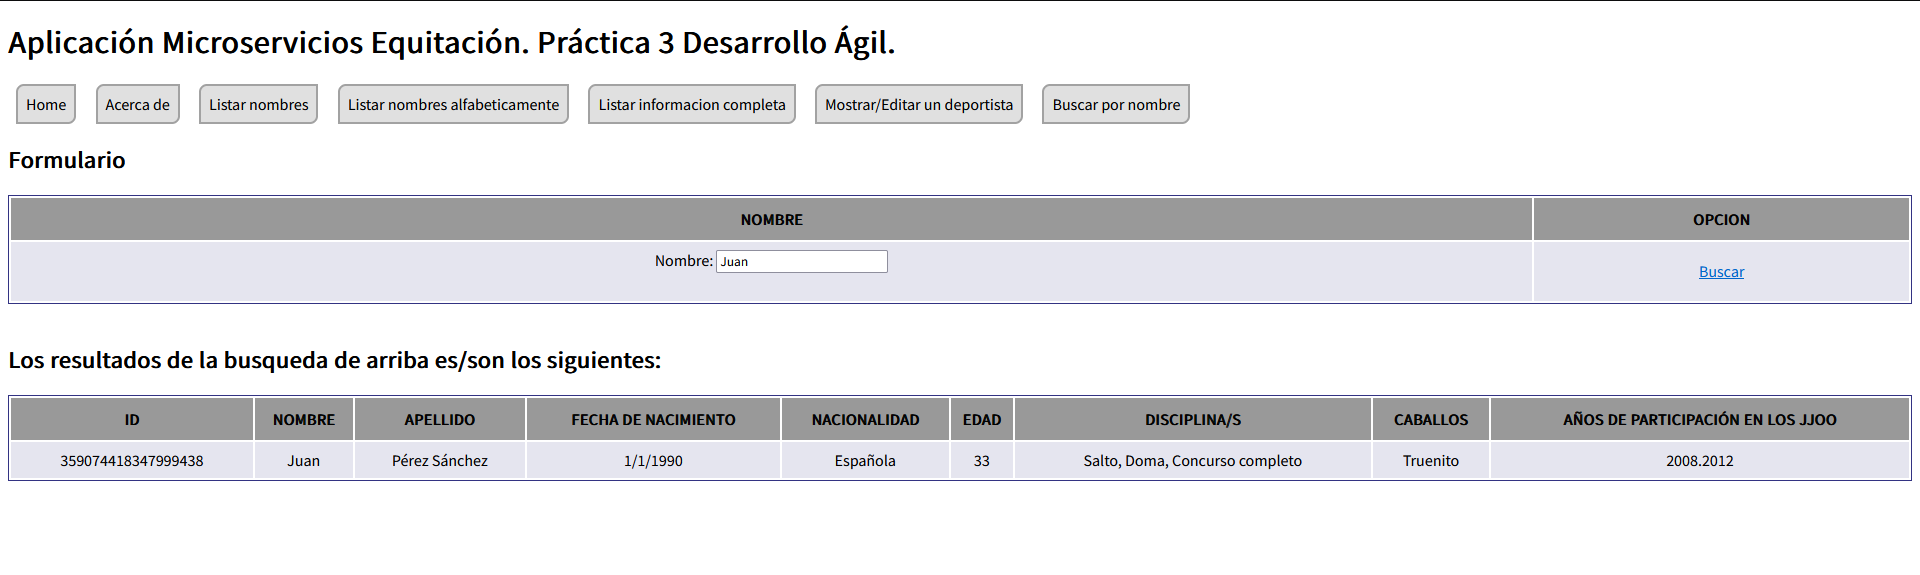 Aplicación Microservicios Equitación. Práctica 3 Desarrollo Ágil.
Home Acerca de Listar nombres Listar nombres alfabeticamente Listar informacion completa Mostrar/Editar un deportista Buscar por nombre
Formulario
NOMBRE OPCION
Nombre: Juan Buscar
Los resultados de la busqueda de arriba es/son los siguientes:
ID NOMBRE APELLIDO FECHA DE NACIMIENTO NACIONALIDAD EDAD DISCIPLINA/S CABALLOS AÑOS DE PARTICIPACIÓN EN LOS JJOO
359074418347999438 Juan Pérez Sánchez 1/1/1990 Española 33 Salto, Doma, Concurso completo Truenito 2008.2012